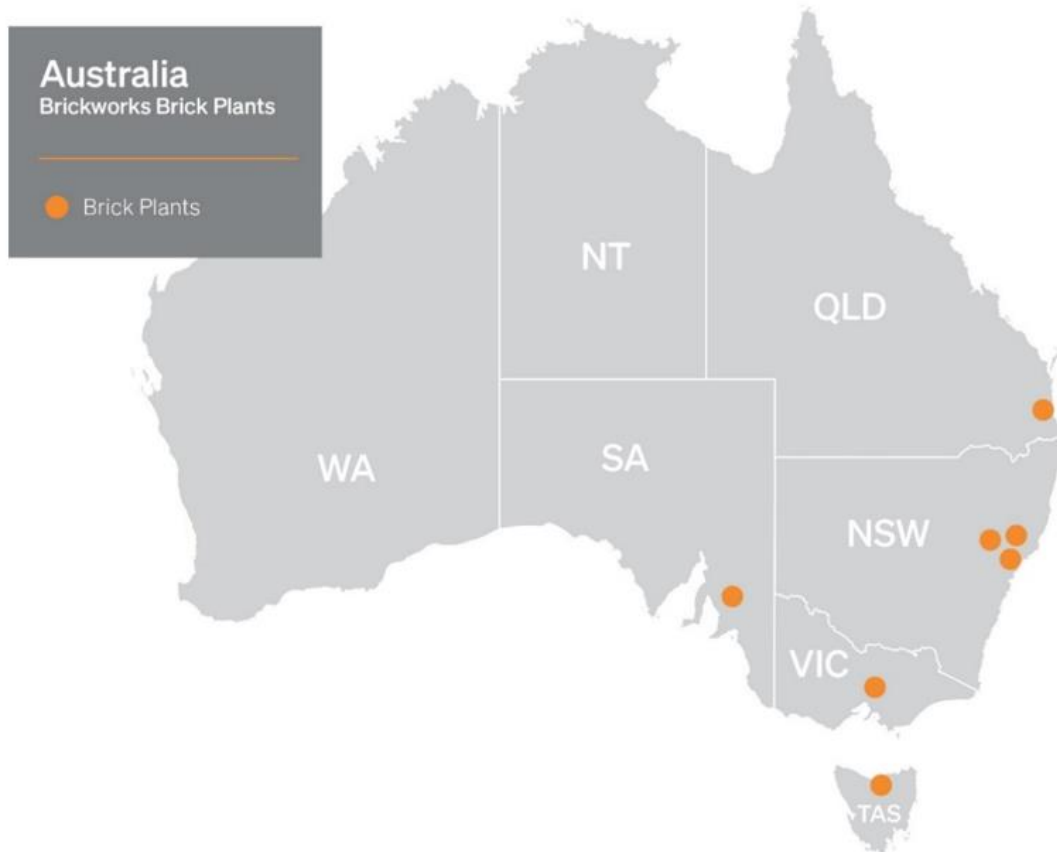 Australia
Brickworks Brick Plants
Brick Plants
NT
QLD
WA
SA
NSW
VIC
TAS